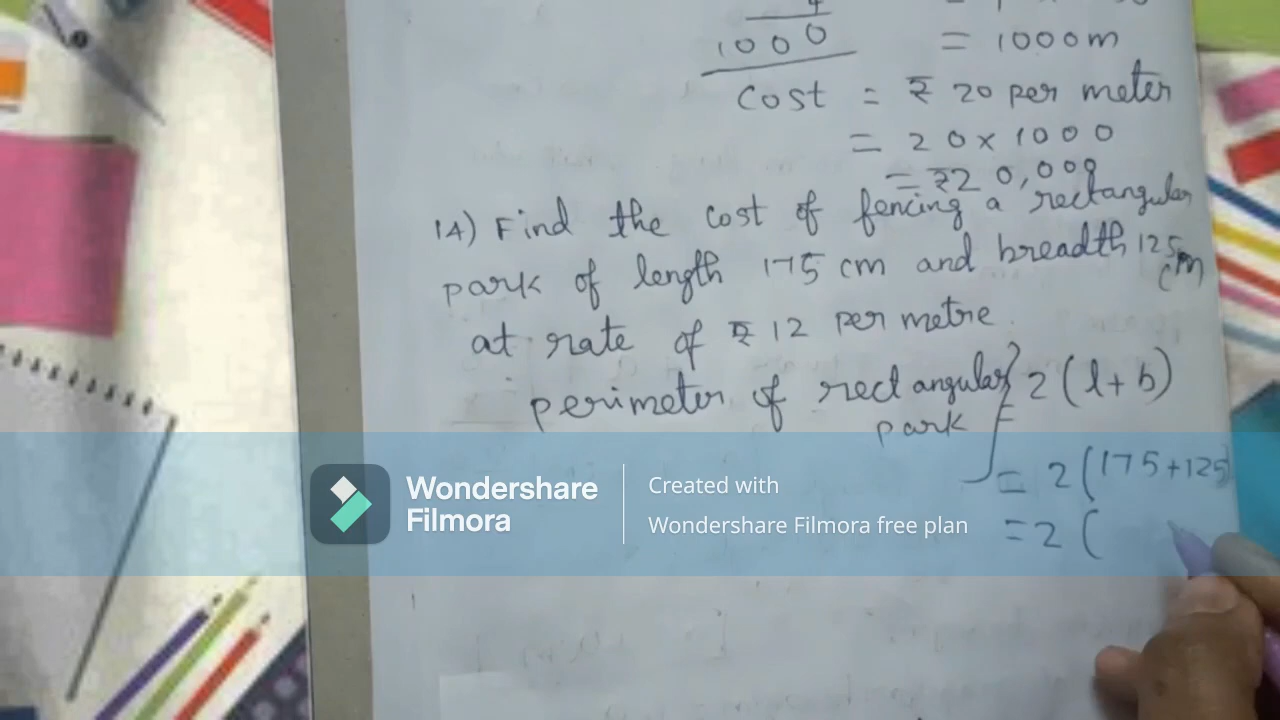 4
1000
= 1000m
cost = ₹ 20 per meter
= 20 x 1000
= ₹20,000
14) Find the cost of fencing a rectangular
park of length 175 cm and breadth 125
cm
at rate of ₹ 12 per metre.
perimeter of rectangular } 2 (l+b)
park =
= 2 (175+125)
= 2 (
Wondershare
Filmora
Created with
Wondershare Filmora free plan